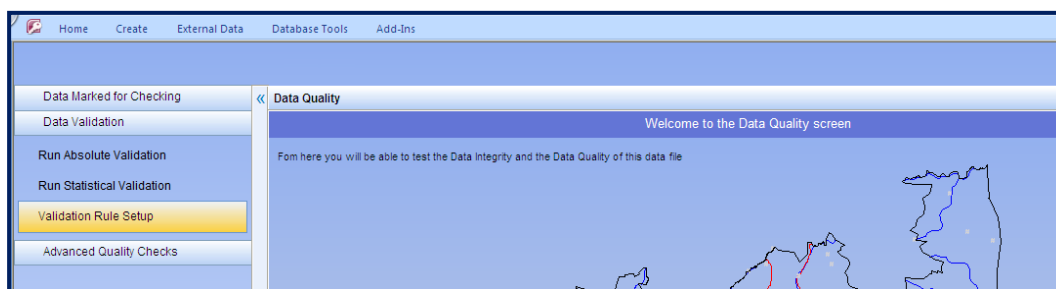 Home Create External Data Database Tools Add-Ins
Data Marked for Checking
Data Validation
Run Absolute Validation
Run Statistical Validation
Validation Rule Setup
Advanced Quality Checks
« Data Quality
Welcome to the Data Quality screen
Fom here you will be able to test the Data Integrity and the Data Quality of this data file